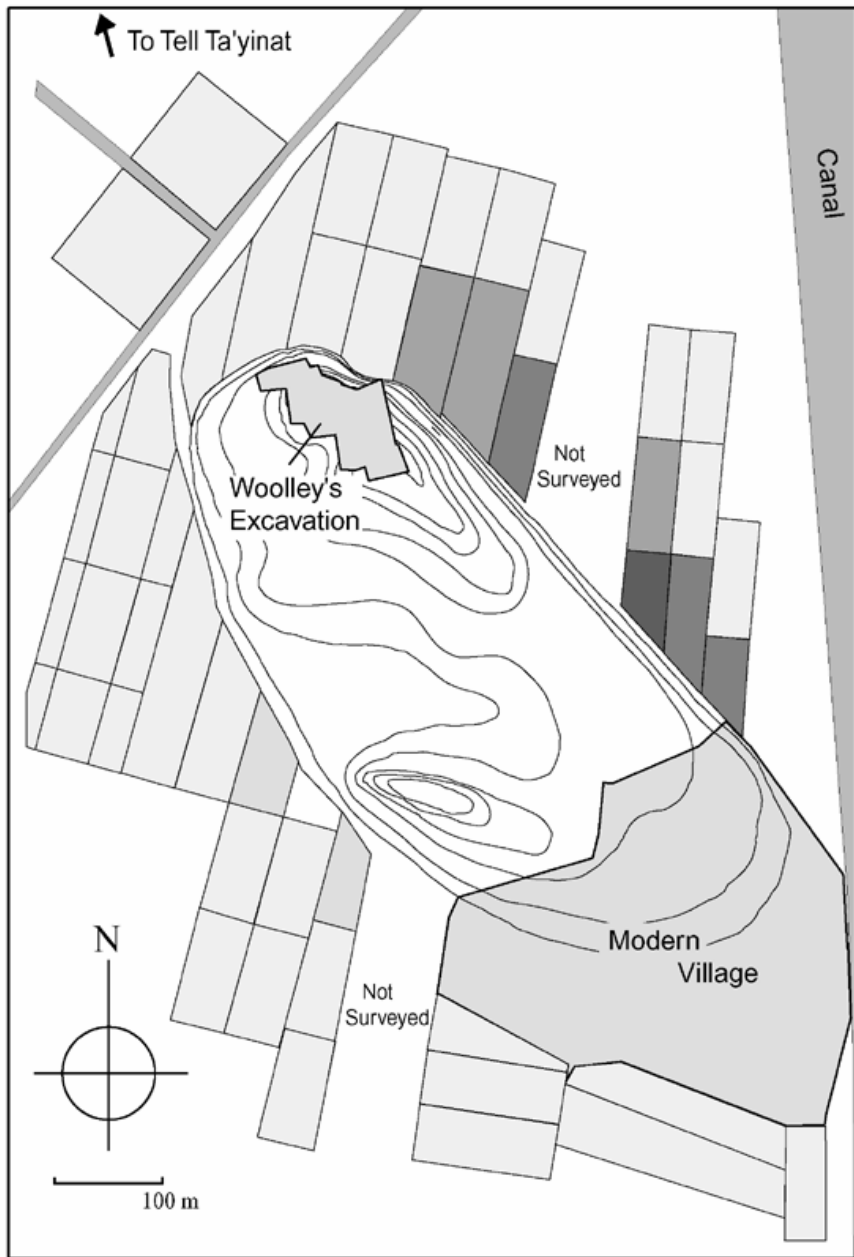 To Tell Ta'yinat
Canal
Not
Surveyed
Woolley's
Excavation
Modern
Village
N
Not
Surveyed
100 m